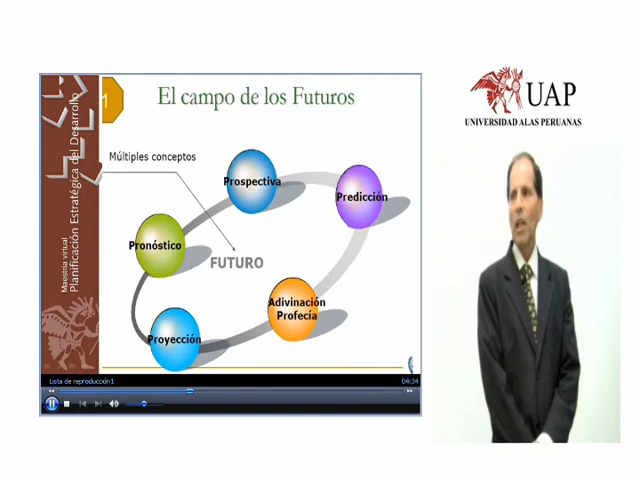 1
El campo de los Futuros
Múltiples conceptos
Prospectiva
Predicción
Pronóstico
FUTURO
Adivinación
Profecía
Proyección
Maestría virtual
Planificación Estratégica del Desarrollo
Lista de reproducción1
04:34
UAP
UNIVERSIDAD ALAS PERUANAS